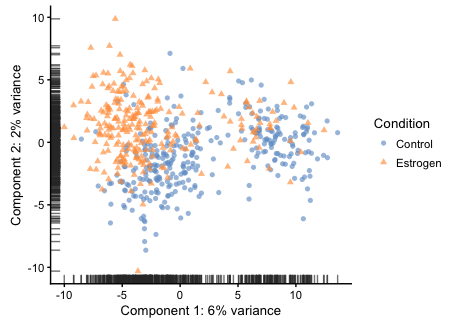 10
5
0
-5
-10
Component 2: 2% variance
-10
-5
0
5
10
Component 1: 6% variance
Condition
Control
Estrogen